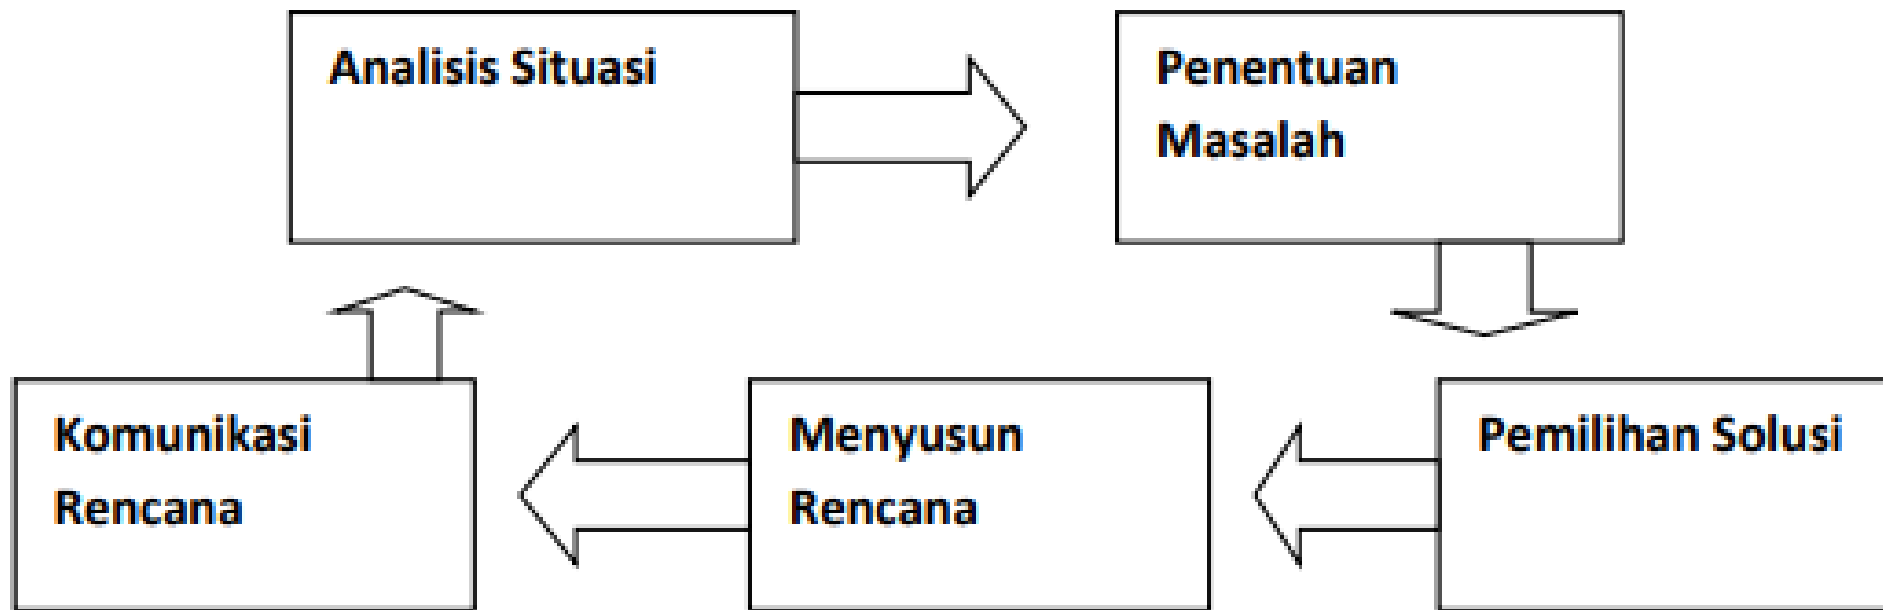 Analisis Situasi
Penentuan
Masalah
Komunikasi
Rencana
Menyusun
Rencana
Pemilihan Solusi